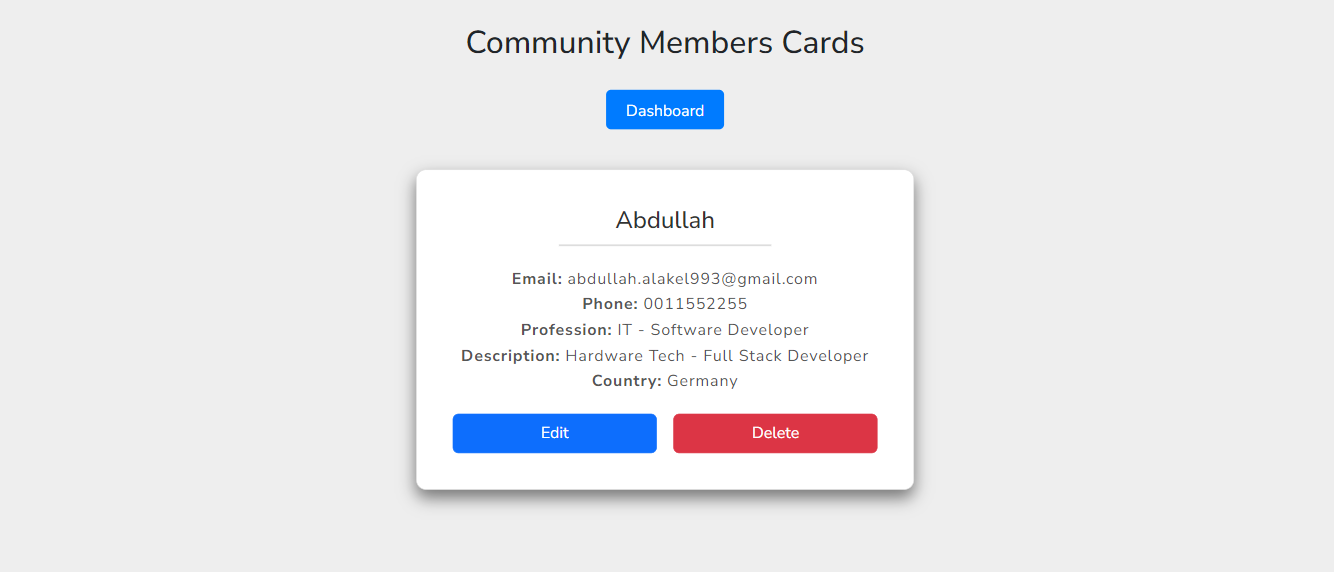 Community Members Cards
Dashboard
Abdullah
Email: abdullah.alakel993@gmail.com
Phone: 0011552255
Profession: IT - Software Developer
Description: Hardware Tech - Full Stack Developer
Country: Germany
Edit Delete